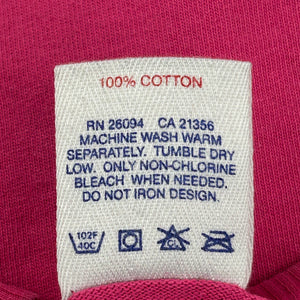 100% COTTON
RN 26094 CA 21356
MACHINE WASH WARM
SEPARATELY. TUMBLE DRY
LOW. ONLY NON-CHLORINE
BLEACH WHEN NEEDED.
DO NOT IRON DESIGN.
102F
40C
CL